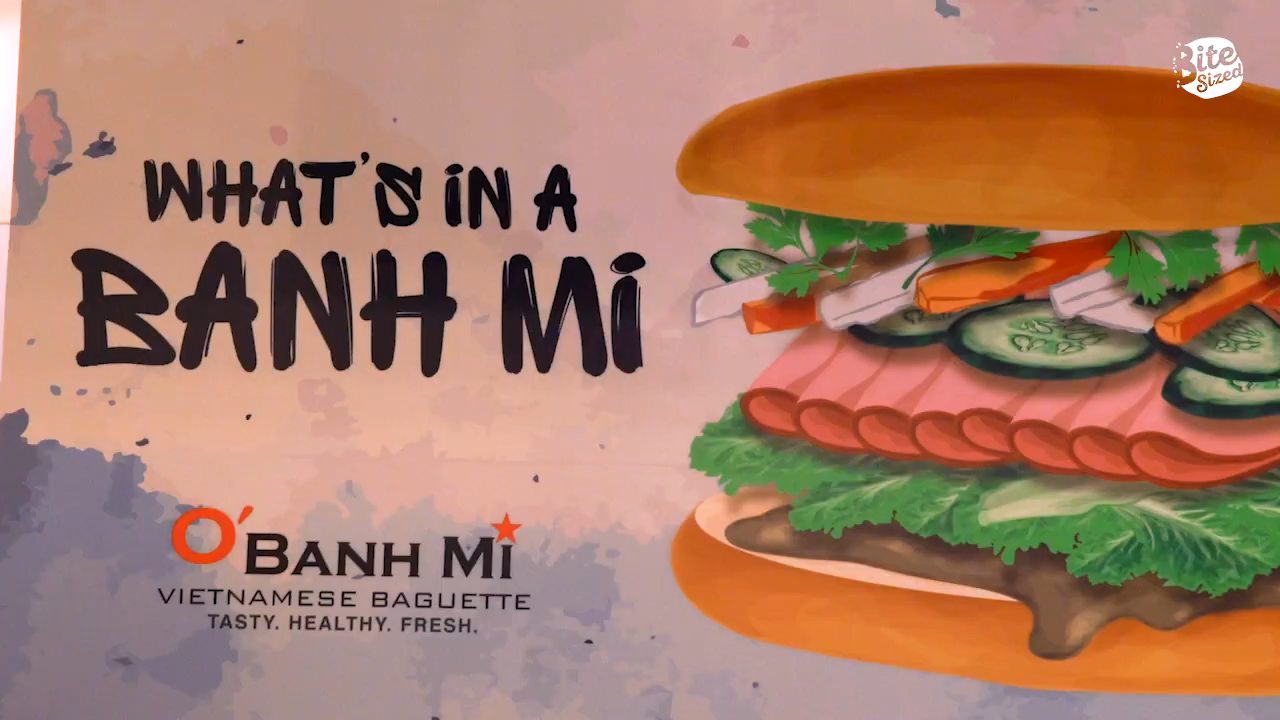 Bite
Sized
WHAT'S iN A
BANH Mi
O'BANH Mi
VIETNAMESE BAGUETTE
TASTY. HEALTHY. FRESH.